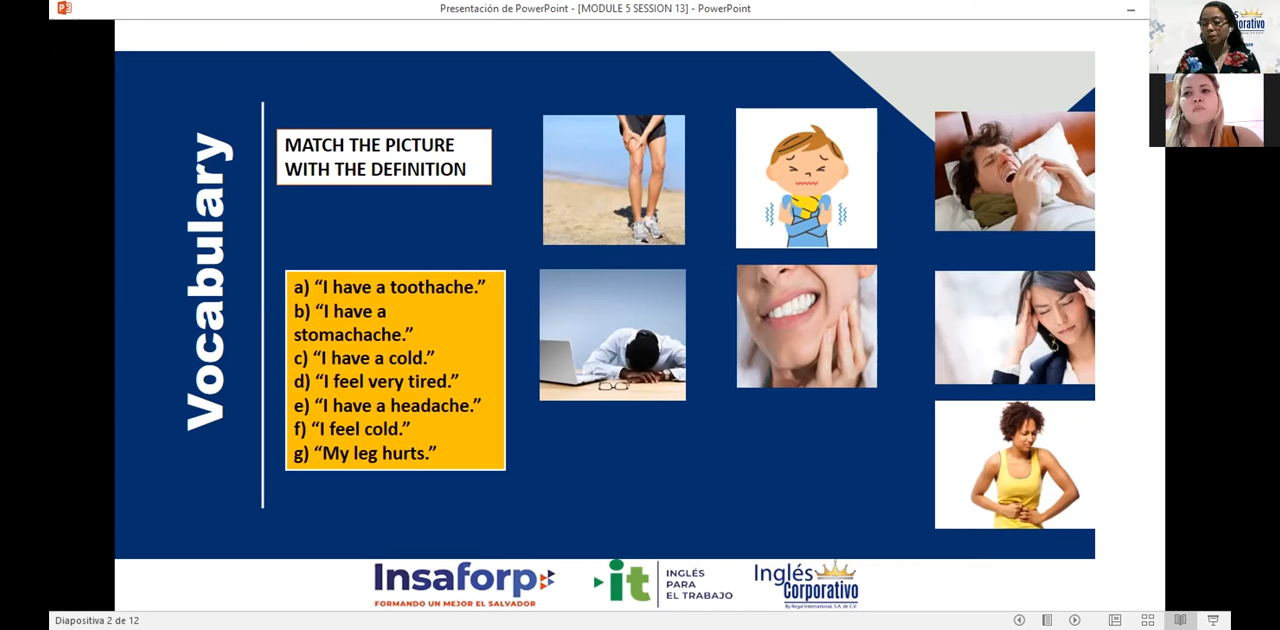 Presentación de PowerPoint - [MODULE 5 SESSION 13] - PowerPoint
Vocabulary
MATCH THE PICTURE
WITH THE DEFINITION
a) “I have a toothache.”
b) “I have a
stomachache.”
c) “I have a cold.”
d) “I feel very tired.”
e) “I have a headache.”
f) “I feel cold.”
g) “My leg hurts.”
Insaforp
FORMANDO UN MEJOR EL SALVADOR
it
INGLÉS
PARA
EL TRABAJO
Inglés
Corporativo
By Regal International, S.A. de C.V.
Diapositiva 2 de 12